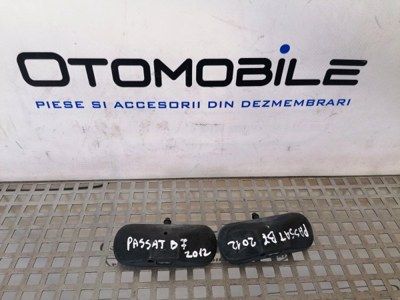 OTOMOBILE
PIESE SI ACCESORII DIN DEZMEMBRARI
PASSAT B7
2012
PASSAT B7 2012